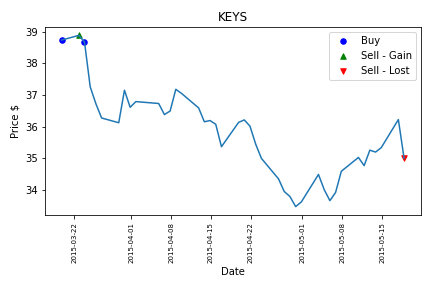 KEYS
Buy
Sell - Gain
Sell - Lost
Price $
39
38
37
36
35
34
2015-03-22
2015-04-01
2015-04-08
2015-04-15
2015-04-22
2015-05-01
2015-05-08
2015-05-15
Date